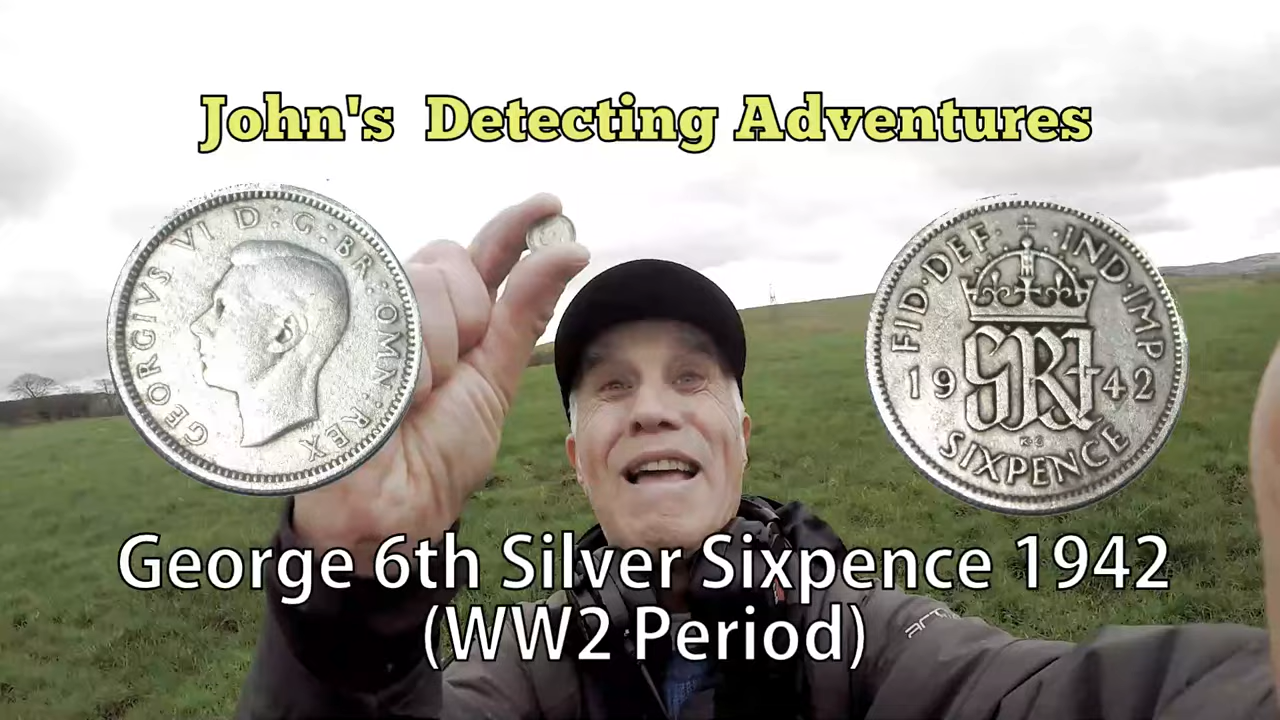 John's Detecting Adventures
GEORGIVS VI D:G:BR:OMN:REX
FID·DEF: IND·IMP
19 GRI 42
K·G
SIXPENCE
George 6th Silver Sixpence 1942
(WW2 Period)